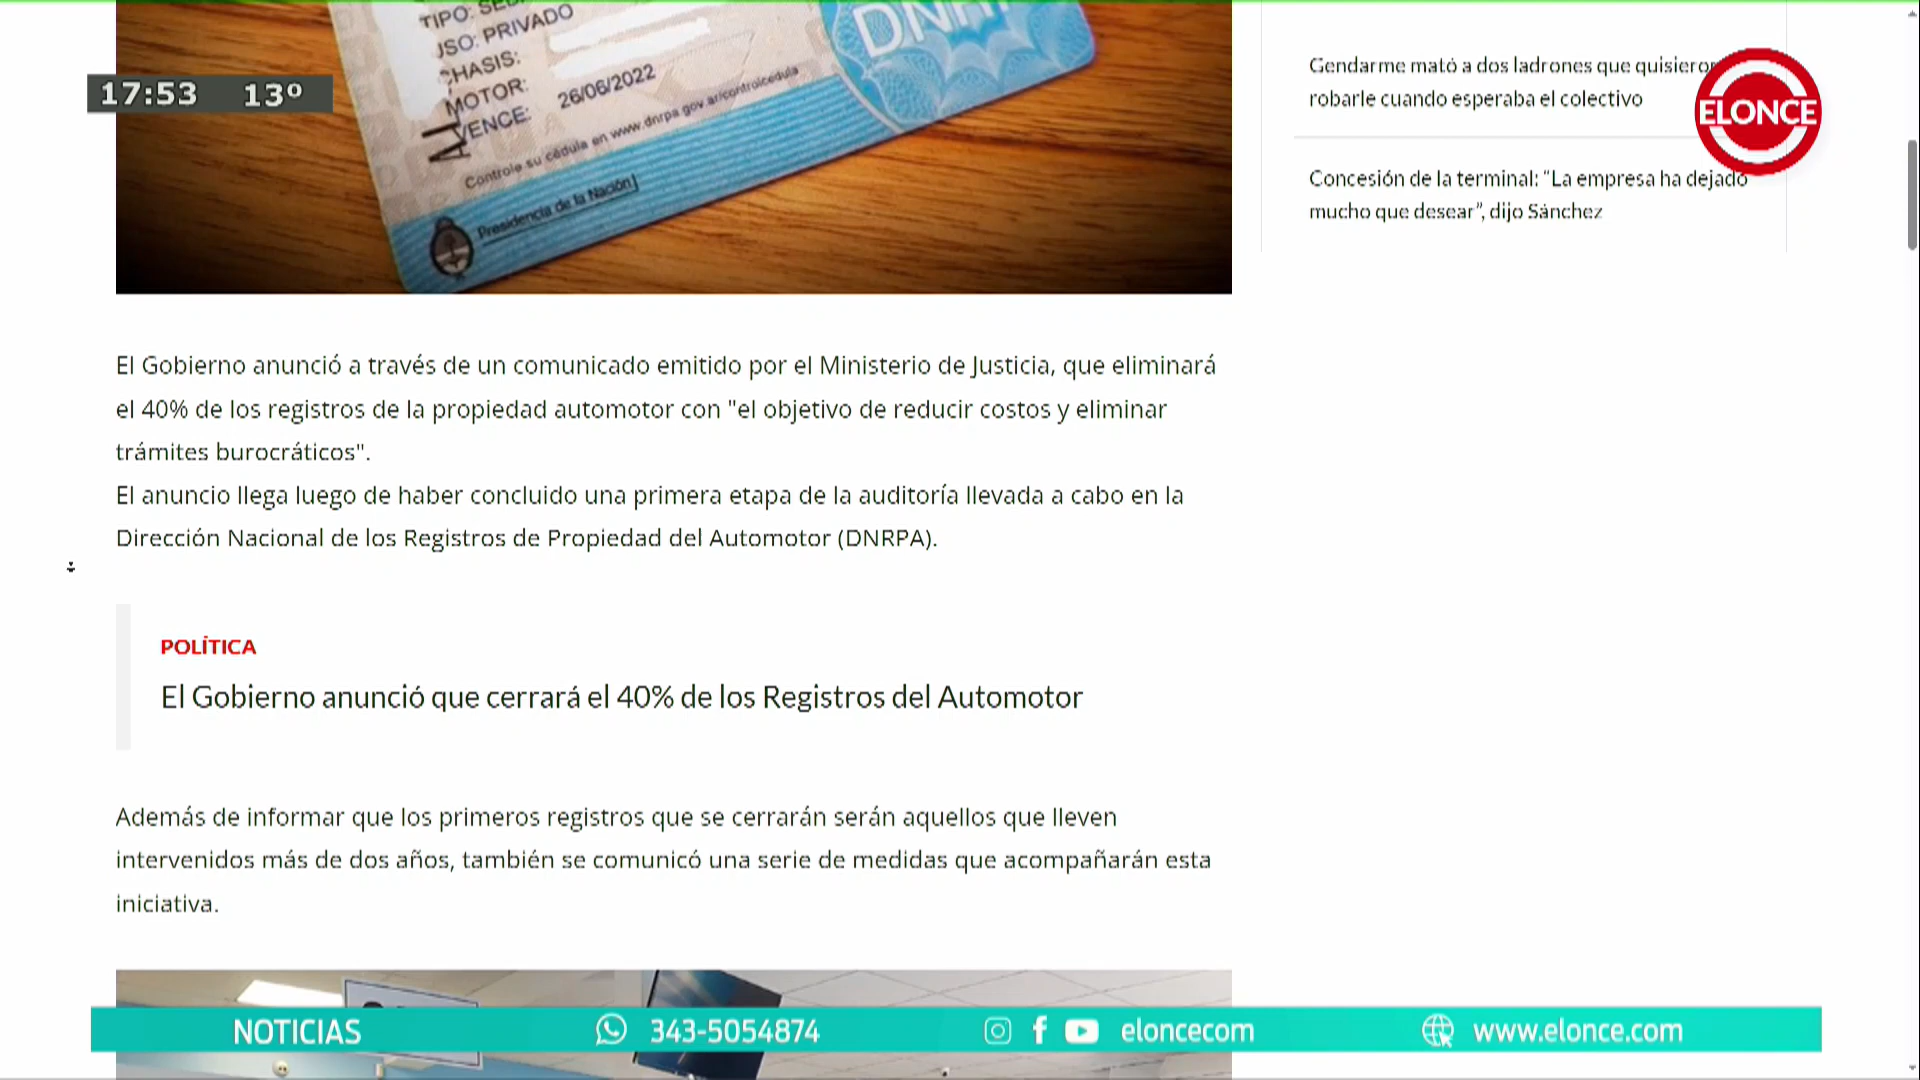 USO: PRIVADO
CHASIS:
MOTOR:
VENCE: 26/06/2022
Controle su cédula en www.dnrpa.gov.ar/controlcedula
Presidencia de la Nación
17:53 13º
Gendarme mató a dos ladrones que quisieron
robarle cuando esperaba el colectivo
ELONCE
Concesión de la terminal: “La empresa ha dejado
mucho que desear”, dijo Sánchez
El Gobierno anunció a través de un comunicado emitido por el Ministerio de Justicia, que eliminará
el 40% de los registros de la propiedad automotor con "el objetivo de reducir costos y eliminar
trámites burocráticos".
El anuncio llega luego de haber concluido una primera etapa de la auditoría llevada a cabo en la
Dirección Nacional de los Registros de Propiedad del Automotor (DNRPA).
POLÍTICA
El Gobierno anunció que cerrará el 40% de los Registros del Automotor
Además de informar que los primeros registros que se cerrarán serán aquellos que lleven
intervenidos más de dos años, también se comunicó una serie de medidas que acompañarán esta
iniciativa.
NOTICIAS 343-5054874 eloncecom www.elonce.com